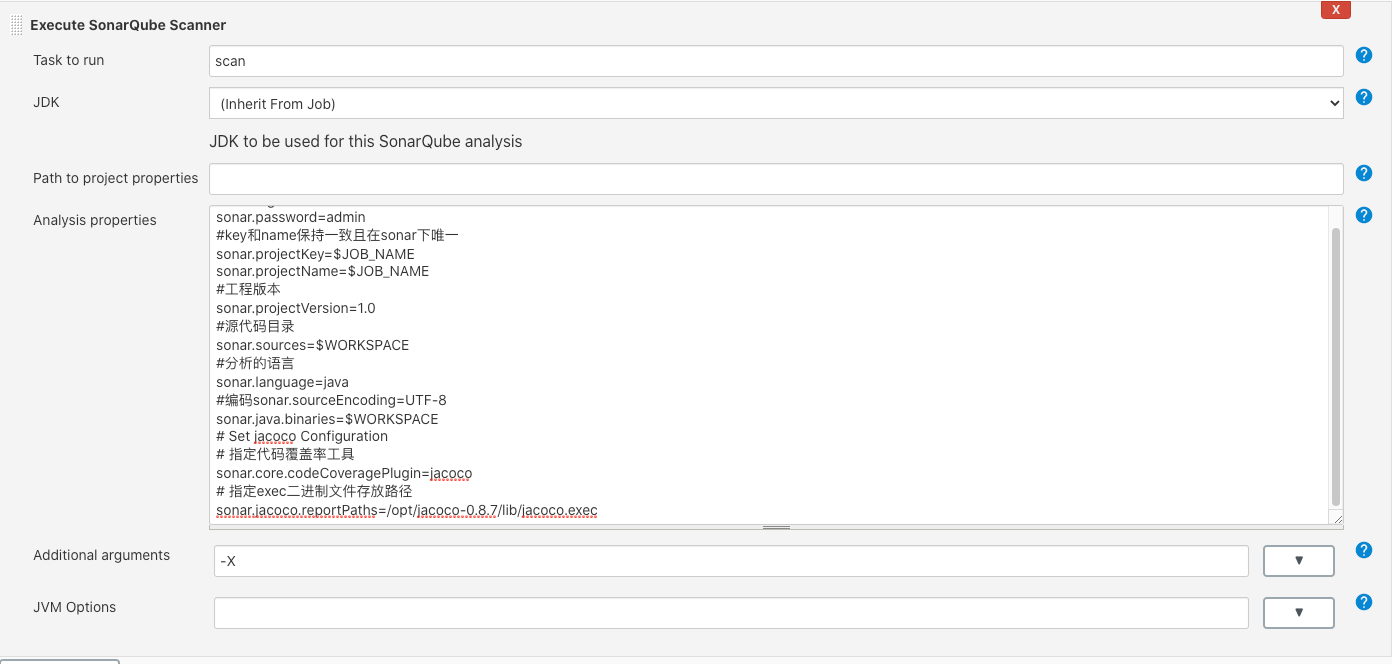 X
Execute SonarQube Scanner
Task to run
scan
JDK
(Inherit From Job)
JDK to be used for this SonarQube analysis
Path to project properties
Analysis properties
sonar.password=admin
#key和name保持一致且在sonar下唯一
sonar.projectKey=$JOB_NAME
sonar.projectName=$JOB_NAME
#工程版本
sonar.projectVersion=1.0
#源代码目录
sonar.sources=$WORKSPACE
#分析的语言
sonar.language=java
#编码sonar.sourceEncoding=UTF-8
sonar.java.binaries=$WORKSPACE
# Set jacoco Configuration
# 指定代码覆盖率工具
sonar.core.codeCoveragePlugin=jacoco
# 指定exec二进制文件存放路径
sonar.jacoco.reportPaths=/opt/jacoco-0.8.7/lib/jacoco.exec
Additional arguments
-X
JVM Options